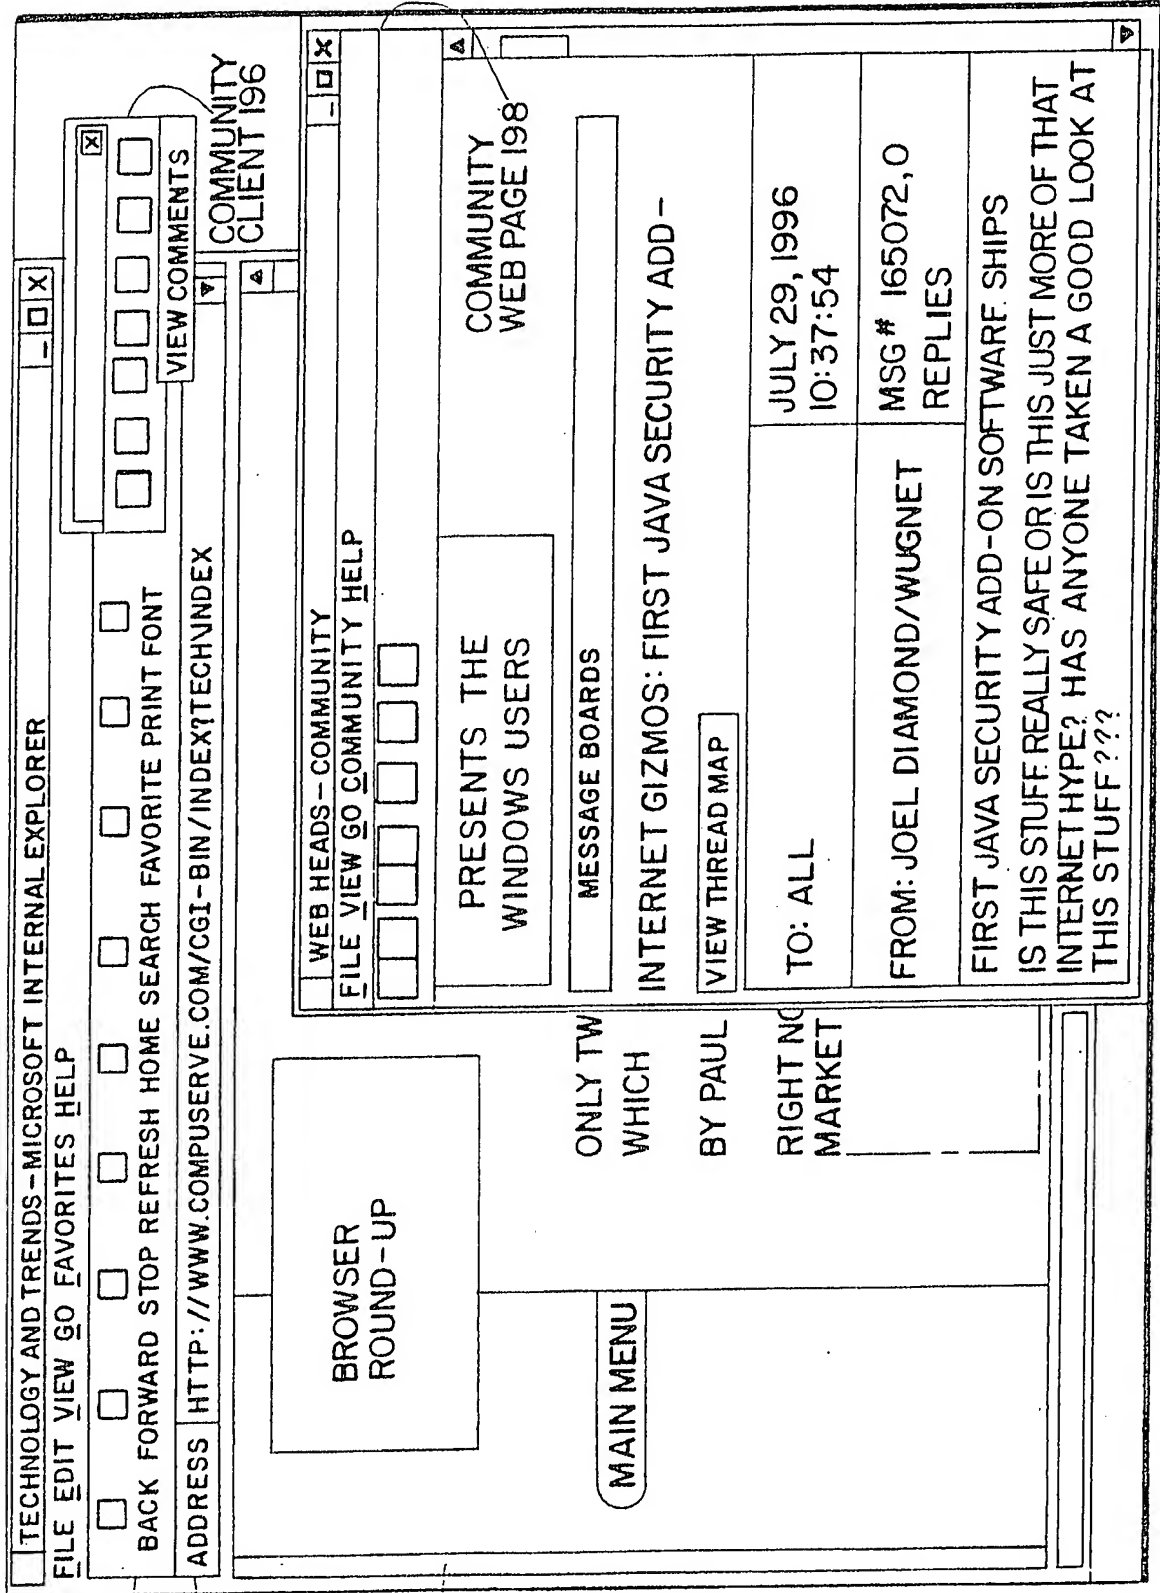 TECHNOLOGY AND TRENDS-MICROSOFT INTERNAL EXPLORER
FILE EDIT VIEW GO FAVORITES HELP
BACK FORWARD STOP REFRESH HOME SEARCH FAVORITE PRINT FONT
ADDRESS HTTP://WWW.COMPUSERVE.COM/CGI-BIN/INDEX?TECH\INDEX
VIEW COMMENTS
COMMUNITY
CLIENT 196
BROWSER
ROUND-UP
MAIN MENU
ONLY TW
WHICH
BY PAUL
RIGHT NO
MARKET
WEB HEADS-COMMUNITY
FILE VIEW GO COMMUNITY HELP
PRESENTS THE
WINDOWS USERS
COMMUNITY
WEB PAGE 198
MESSAGE BOARDS
INTERNET GIZMOS: FIRST JAVA SECURITY ADD-
VIEW THREAD MAP
TO: ALL
JULY 29, 1996
10:37:54
FROM: JOEL DIAMOND/WUGNET
MSG# 165072,0
REPLIES
FIRST JAVA SECURITY ADD-ON SOFTWARE SHIPS
IS THIS STUFF REALLY SAFE OR IS THIS JUST MORE OF THAT
INTERNET HYPE? HAS ANYONE TAKEN A GOOD LOOK AT
THIS STUFF???